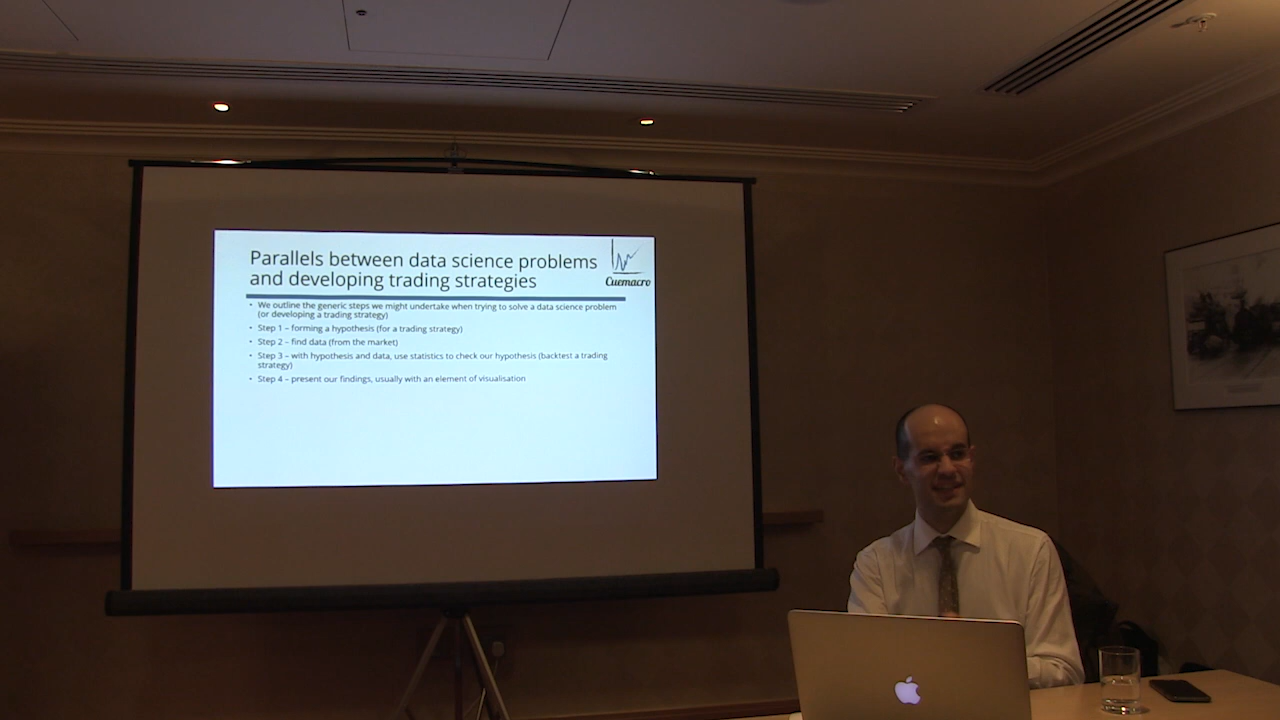 Parallels between data science problems
and developing trading strategies
Cuemacro
• We outline the generic steps we might undertake when trying to solve a data science problem
(or developing a trading strategy)
• Step 1 – forming a hypothesis (for a trading strategy)
• Step 2 – find data (from the market)
• Step 3 – with hypothesis and data, use statistics to check our hypothesis (backtest a trading
strategy)
• Step 4 – present our findings, usually with an element of visualisation